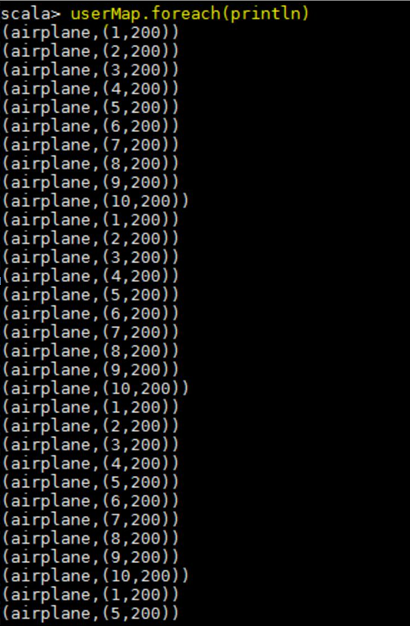 scala> userMap.foreach(println)
(airplane,(1,200))
(airplane,(2,200))
(airplane,(3,200))
(airplane,(4,200))
(airplane,(5,200))
(airplane,(6,200))
(airplane,(7,200))
(airplane,(8,200))
(airplane,(9,200))
(airplane,(10,200))
(airplane,(1,200))
(airplane,(2,200))
(airplane,(3,200))
(airplane,(4,200))
(airplane,(5,200))
(airplane,(6,200))
(airplane,(7,200))
(airplane,(8,200))
(airplane,(9,200))
(airplane,(10,200))
(airplane,(1,200))
(airplane,(2,200))
(airplane,(3,200))
(airplane,(4,200))
(airplane,(5,200))
(airplane,(6,200))
(airplane,(7,200))
(airplane,(8,200))
(airplane,(9,200))
(airplane,(10,200))
(airplane,(1,200))
(airplane,(5,200))